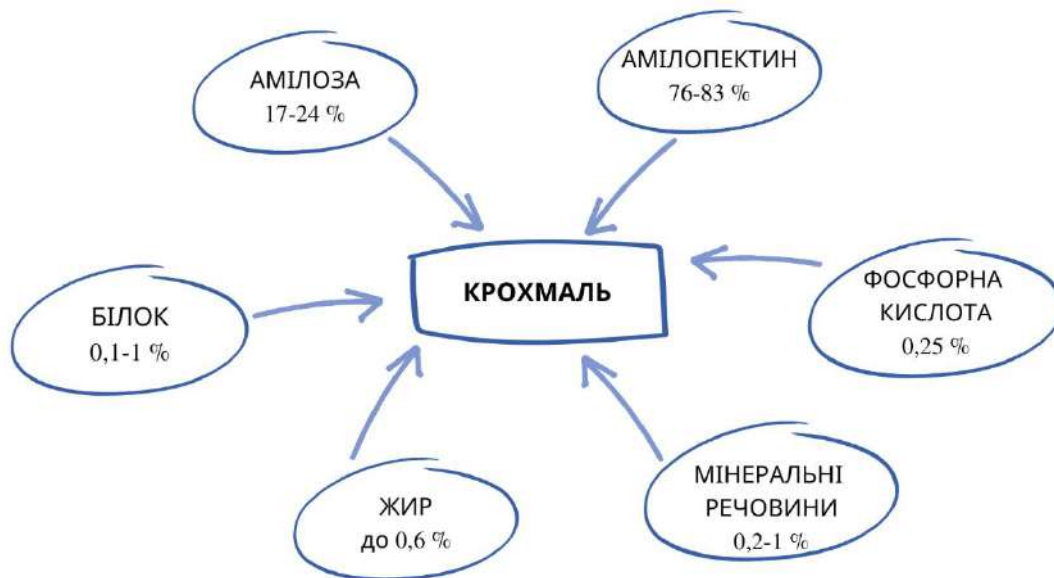 АМІЛОЗА
17-24 %
АМІЛОПЕКТИН
76-83 %
КРОХМАЛЬ
БІЛОК
0,1-1 %
ФОСФОРНА
КИСЛОТА
0,25 %
ЖИР
до 0,6 %
МІНЕРАЛЬНІ
РЕЧОВИНИ
0,2-1 %